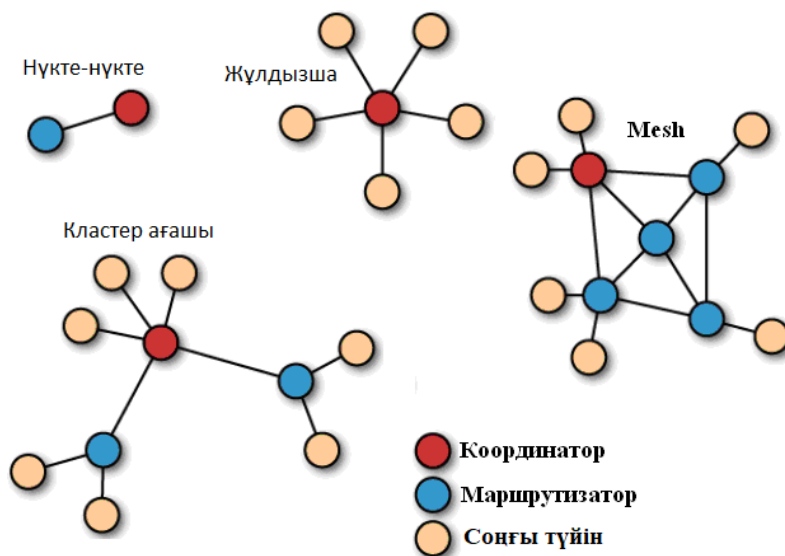 Нүкте-нүкте
Жұлдызша
Mesh
Кластер ағашы
Координатор
Маршрутизатор
Соңғы түйін